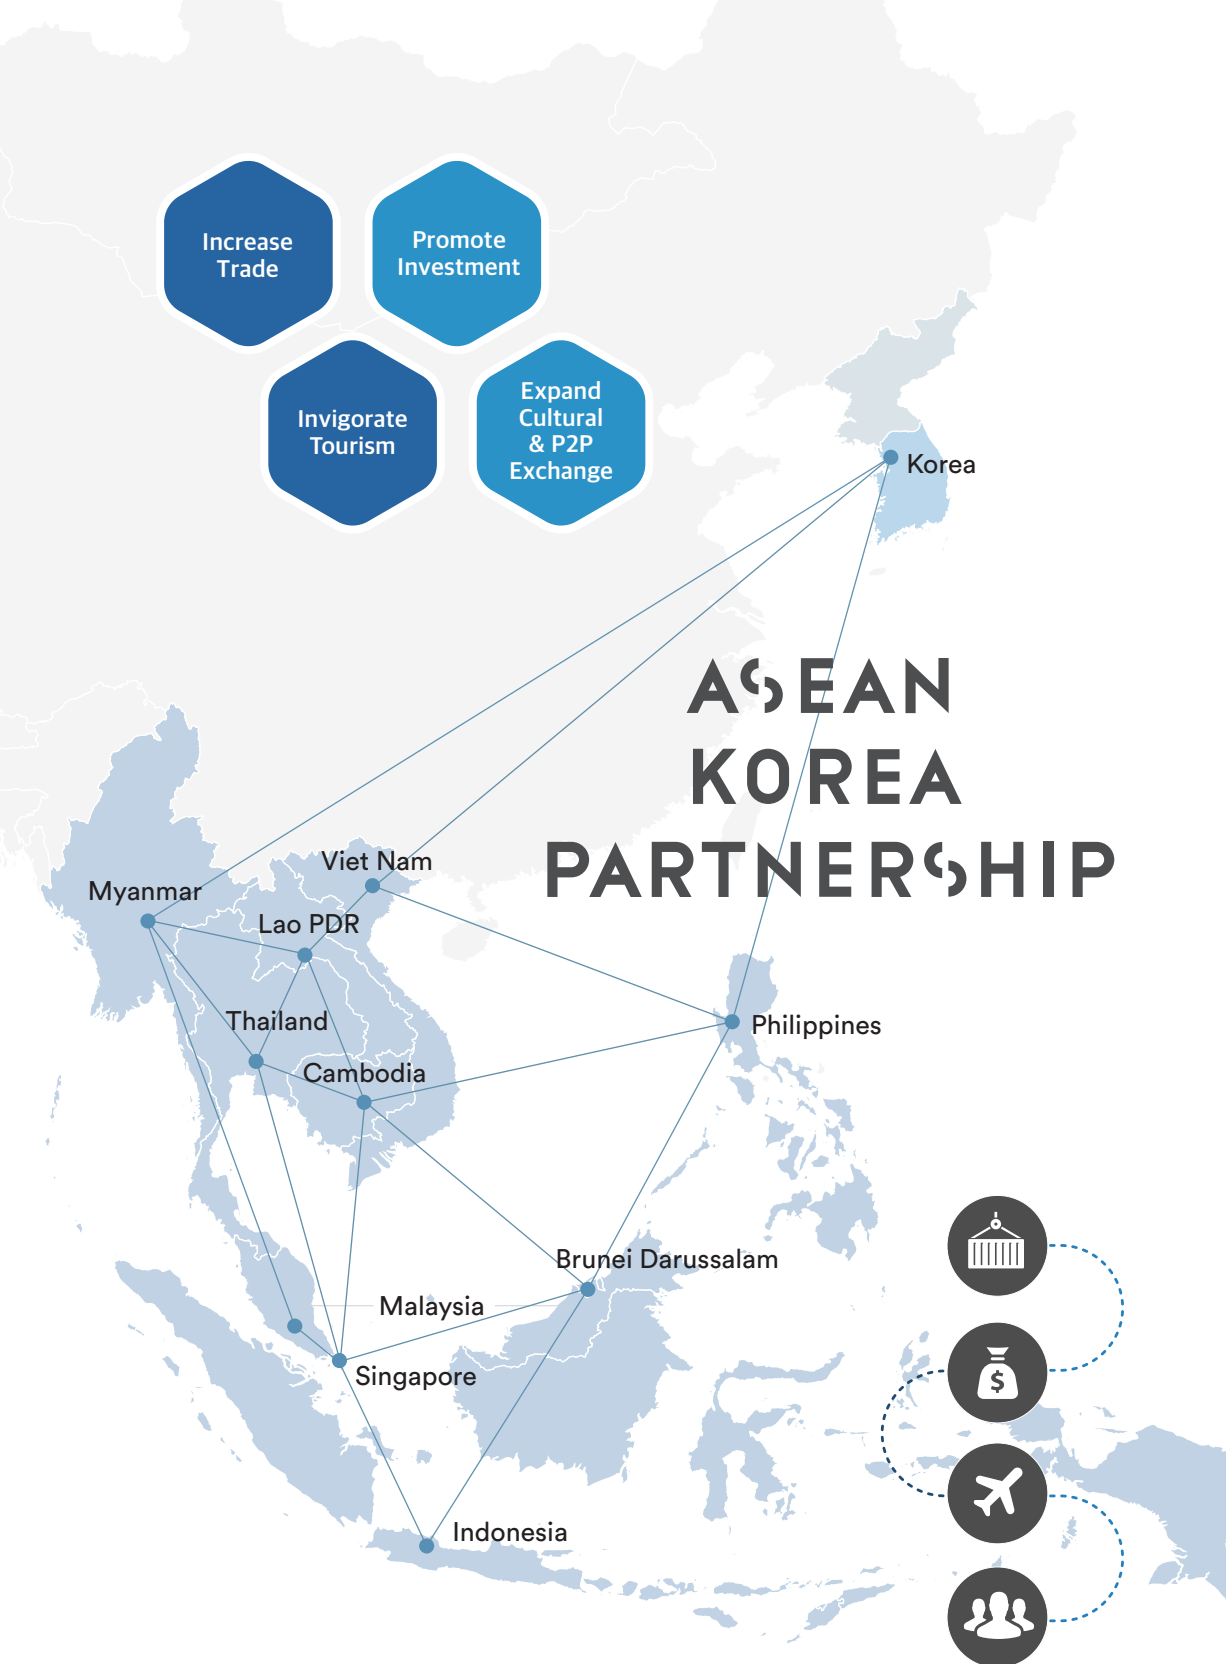 Increase
Trade
Promote
Investment
Invigorate
Tourism
Expand
Cultural
& P2P
Exchange
Korea
ASEAN
KOREA
PARTNERSHIP
Viet Nam
Myanmar
Lao PDR
Thailand
Philippines
Cambodia
Brunei Darussalam
Malaysia
Singapore
Indonesia
$